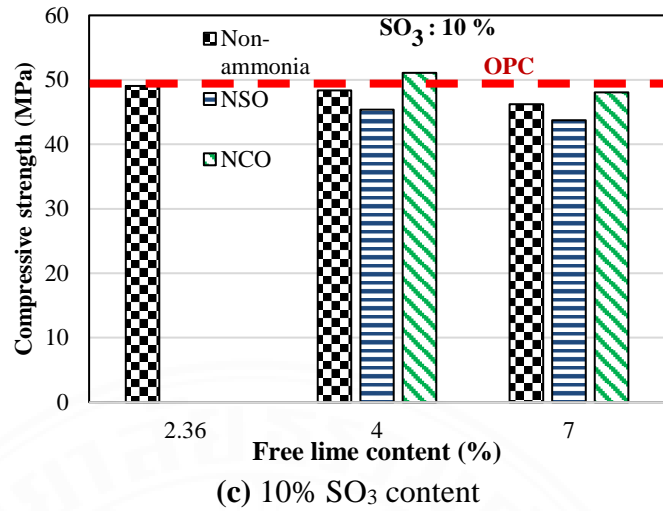 SO₃ : 10 %
Non-
ammonia
OPC
NSO
NCO
Compressive strength (MPa)
60
50
40
30
20
10
0
2.36 4 7
Free lime content (%)
(c) 10% SO₃ content